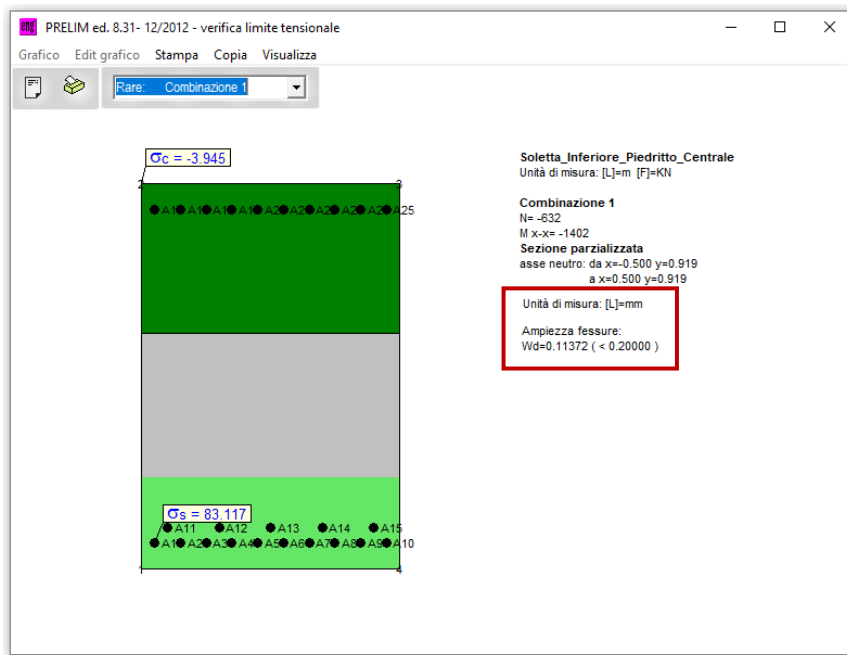 PRELIM ed. 8.31- 12/2012 - verifica limite tensionale
Grafico Edit grafico Stampa Copia Visualizza
Rare: Combinazione 1
σc = -3.945
2 3
A1 A1 A1 A1 A2 A2 A2 A2 A2 A25
Soletta_Inferiore_Piedritto_Centrale
Unità di misura: [L]=m [F]=KN
Combinazione 1
N= -632
M x-x= -1402
Sezione parzializzata
asse neutro: da x=-0.500 y=0.919
a x=0.500 y=0.919
Unità di misura: [L]=mm
Ampiezza fessure:
Wd=0.11372 ( < 0.20000 )
σs = 83.117
A11 A12 A13 A14 A15
A1 A2 A3 A4 A5 A6 A7 A8 A9 A10
1 4